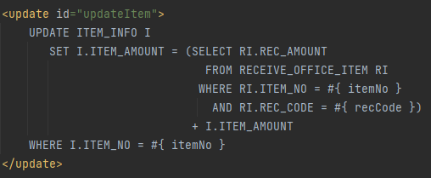 <update id="updateItem">
UPDATE ITEM_INFO I
SET I.ITEM_AMOUNT = (SELECT RI.REC_AMOUNT
FROM RECEIVE_OFFICE_ITEM RI
WHERE RI.ITEM_NO = #{ itemNo }
AND RI.REC_CODE = #{ recCode })
+ I.ITEM_AMOUNT
WHERE I.ITEM_NO = #{ itemNo }
</update>